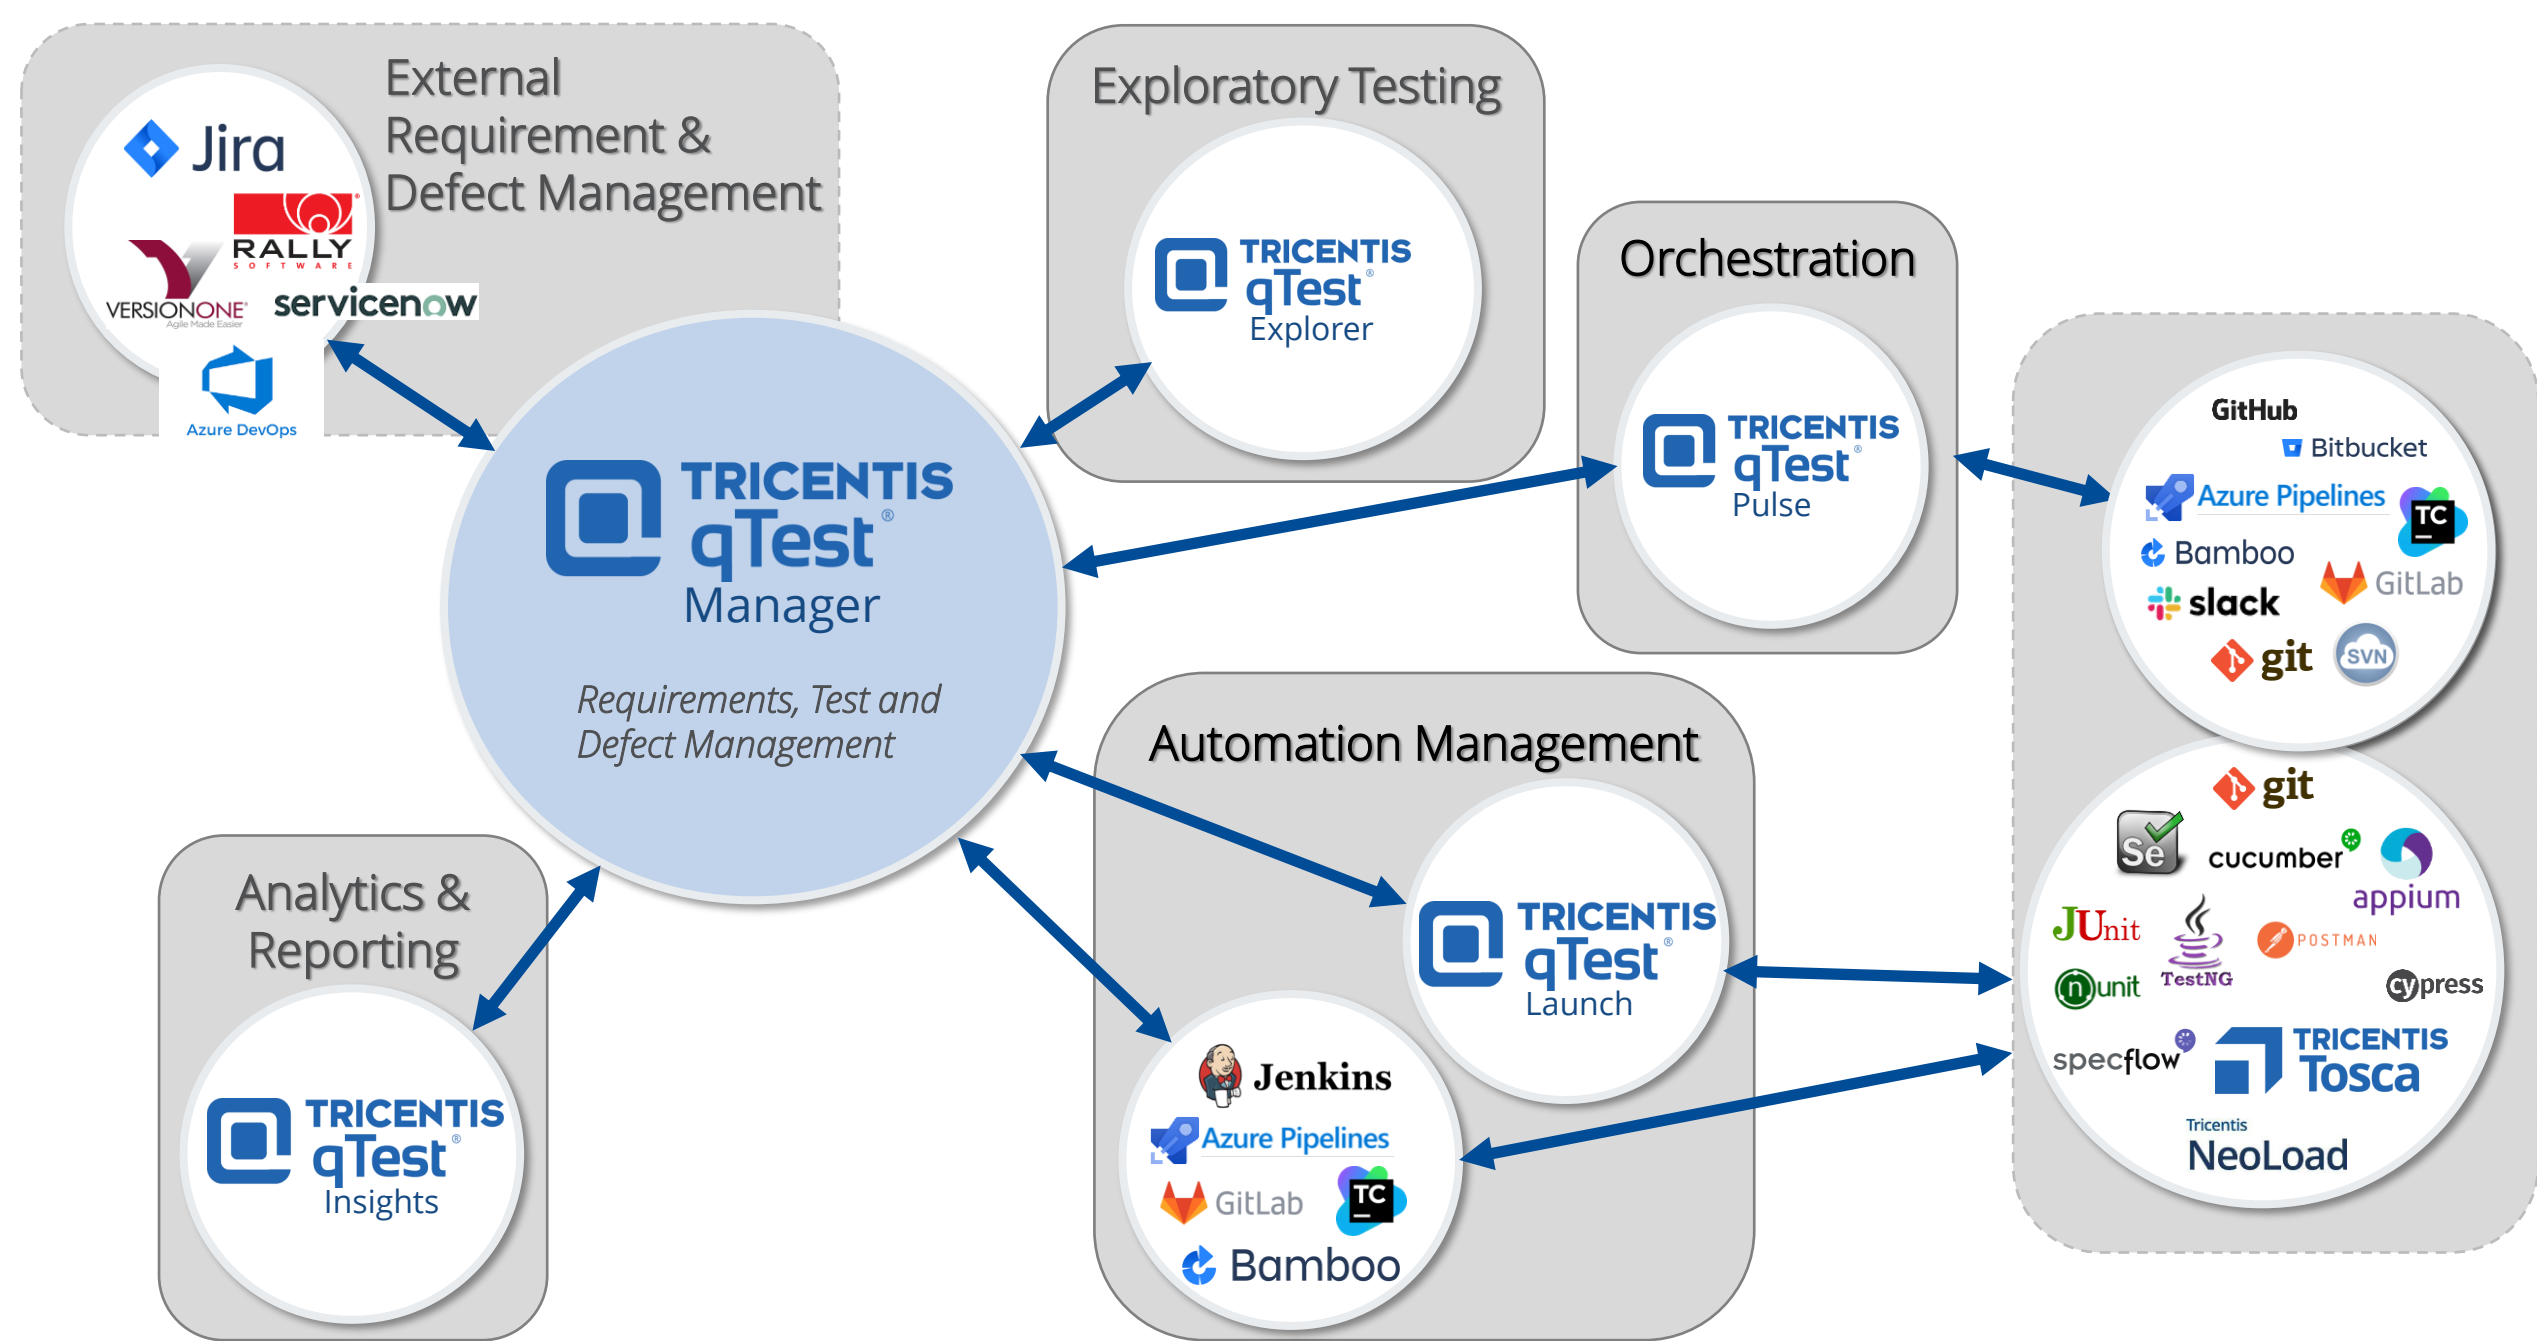 External
Requirement &
Defect Management
Jira
RALLY
SOFTWARE
VERSIONONE®
Agile Made Easier
servicenow
Azure DevOps
Exploratory Testing
TRICENTIS
qTest®
Explorer
Orchestration
TRICENTIS
qTest®
Pulse
TRICENTIS
qTest®
Manager
Requirements, Test and
Defect Management
GitHub
Bitbucket
Azure Pipelines
TC
Bamboo
GitLab
slack
git
SVN
Automation Management
TRICENTIS
qTest®
Launch
Jenkins
Azure Pipelines
GitLab
TC
Bamboo
git
Se
cucumber
appium
JUnit
TestNG
POSTMAN
nunit
cypress
specflow
TRICENTIS
Tosca
Tricentis
NeoLoad
Analytics &
Reporting
TRICENTIS
qTest®
Insights